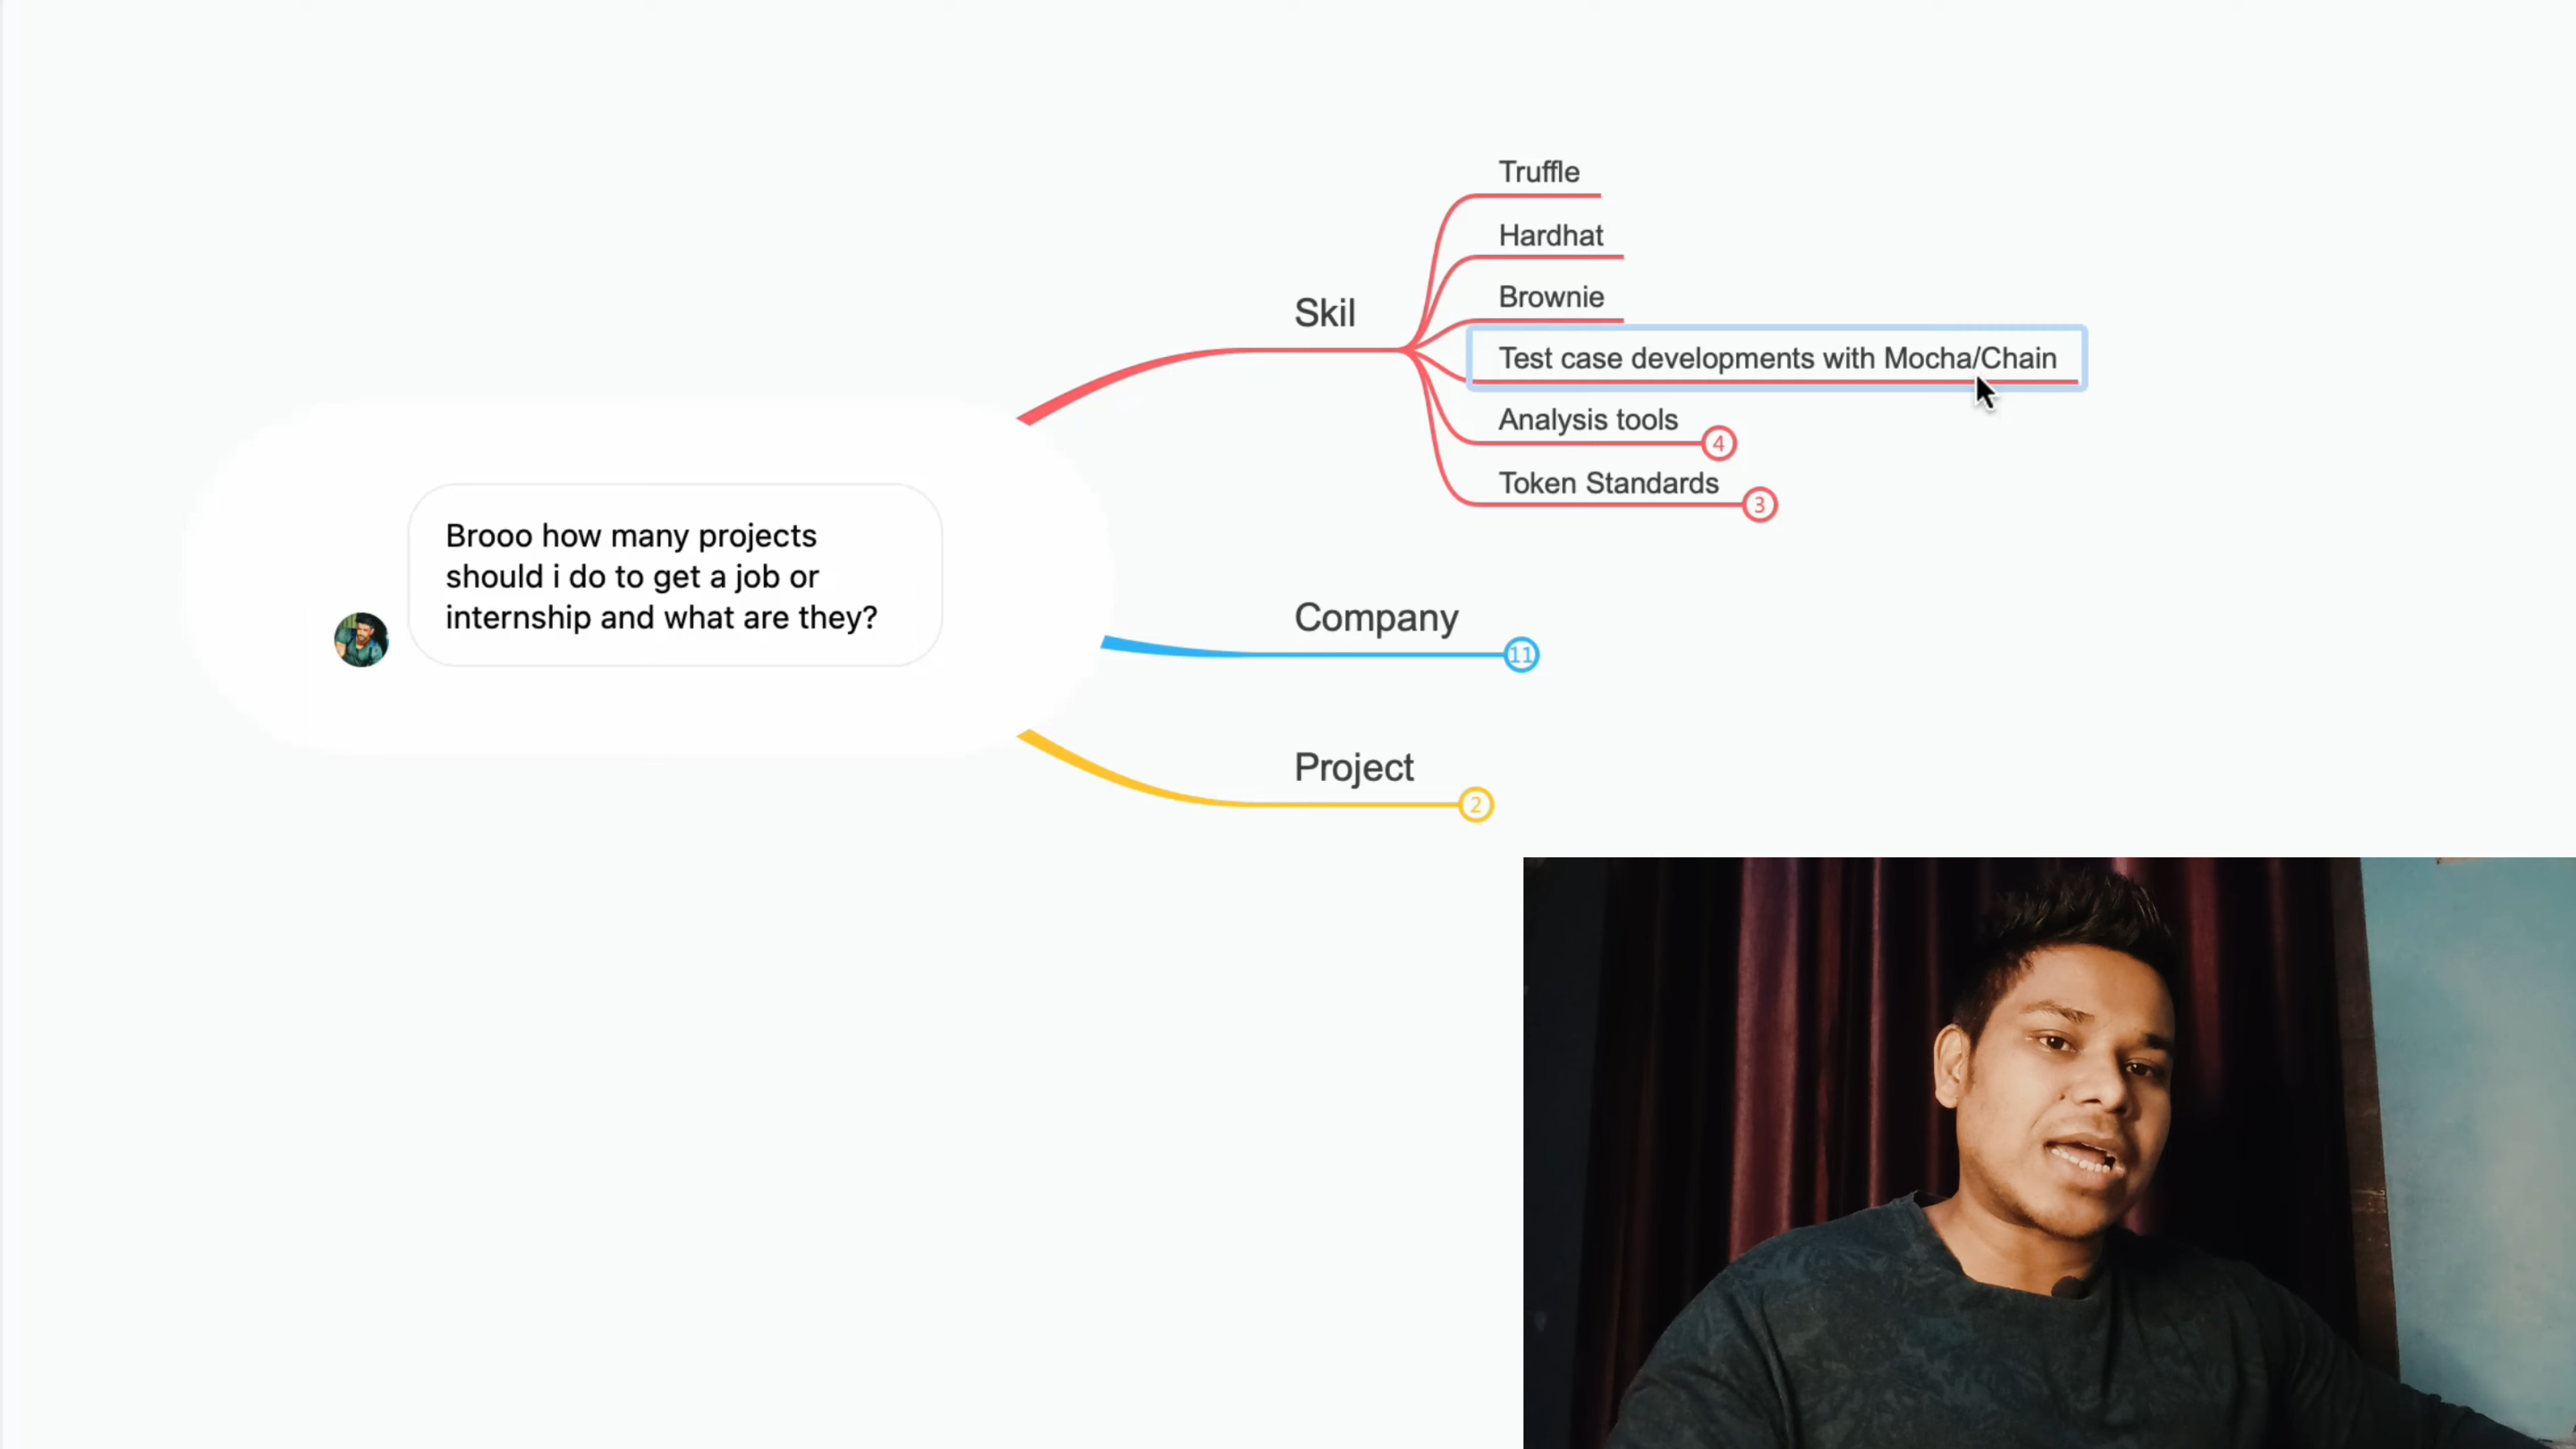 Brooo how many projects
should i do to get a job or
internship and what are they?
Skil
Truffle
Hardhat
Brownie
Test case developments with Mocha/Chain
Analysis tools
4
Token Standards
3
Company
11
Project
2